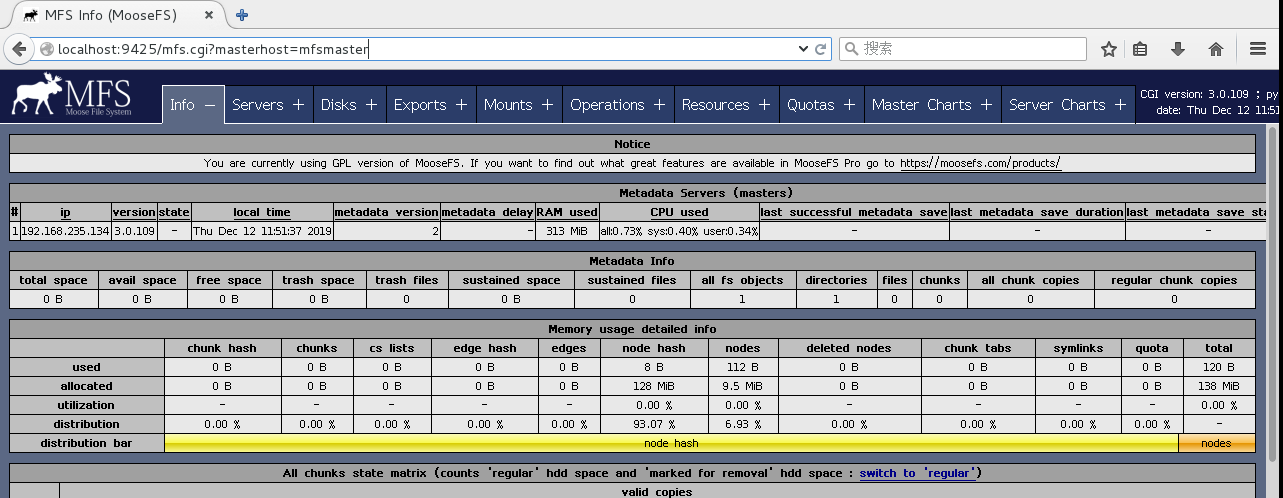 MFS Info (MooseFS)
localhost:9425/mfs.cgi?masterhost=mfsmaster
搜索
MFS
Moose File System
Info − Servers + Disks + Exports + Mounts + Operations + Resources + Quotas + Master Charts + Server Charts +
CGI version: 3.0.109 ; py
date: Thu Dec 12 11:51
Notice
You are currently using GPL version of MooseFS. If you want to find out what great features are available in MooseFS Pro go to https://moosefs.com/products/
Metadata Servers (masters)
# ip version state local time metadata version metadata delay RAM used CPU used last successful metadata save last metadata save duration last metadata save sta
1 192.168.235.134 3.0.109 - Thu Dec 12 11:51:37 2019 2 - 313 MiB all:0.73% sys:0.40% user:0.34% - - -
Metadata Info
total space avail space free space trash space trash files sustained space sustained files all fs objects directories files chunks all chunk copies regular chunk copies
0 B 0 B 0 B 0 B 0 0 B 0 1 1 0 0 0 0
Memory usage detailed info
chunk hash chunks cs lists edge hash edges node hash nodes deleted nodes chunk tabs symlinks quota total
used 0 B 0 B 0 B 0 B 0 B 8 B 112 B 0 B 0 B 0 B 0 B 120 B
allocated 0 B 0 B 0 B 0 B 0 B 128 MiB 9.5 MiB 0 B 0 B 0 B 0 B 138 MiB
utilization - - - - - 0.00 % 0.00 % - - - - 0.00 %
distribution 0.00 % 0.00 % 0.00 % 0.00 % 0.00 % 93.07 % 6.93 % 0.00 % 0.00 % 0.00 % 0.00 % -
distribution bar node hash nodes
All chunks state matrix (counts 'regular' hdd space and 'marked for removal' hdd space : switch to 'regular')
valid copies